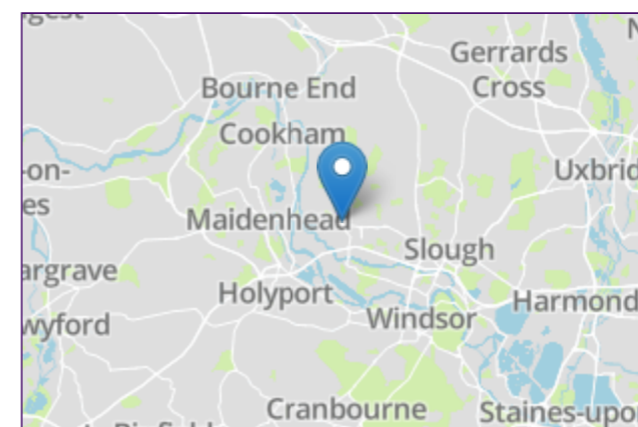 Gerrards
Cross
Bourne End
Cookham
-on-
es
Uxbrid
Maidenhead
Slough
argrave
Holyport
Harmond
wyford
Windsor
Cranbourne
Staines-upo